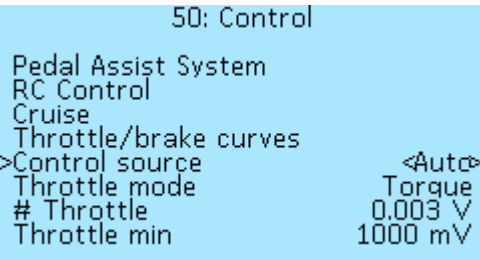 50: Control
Pedal Assist System
RC Control
Cruise
Throttle/brake curves
>Control source <Auto>
Throttle mode Torque
# Throttle 0.003 V
Throttle min 1000 mV